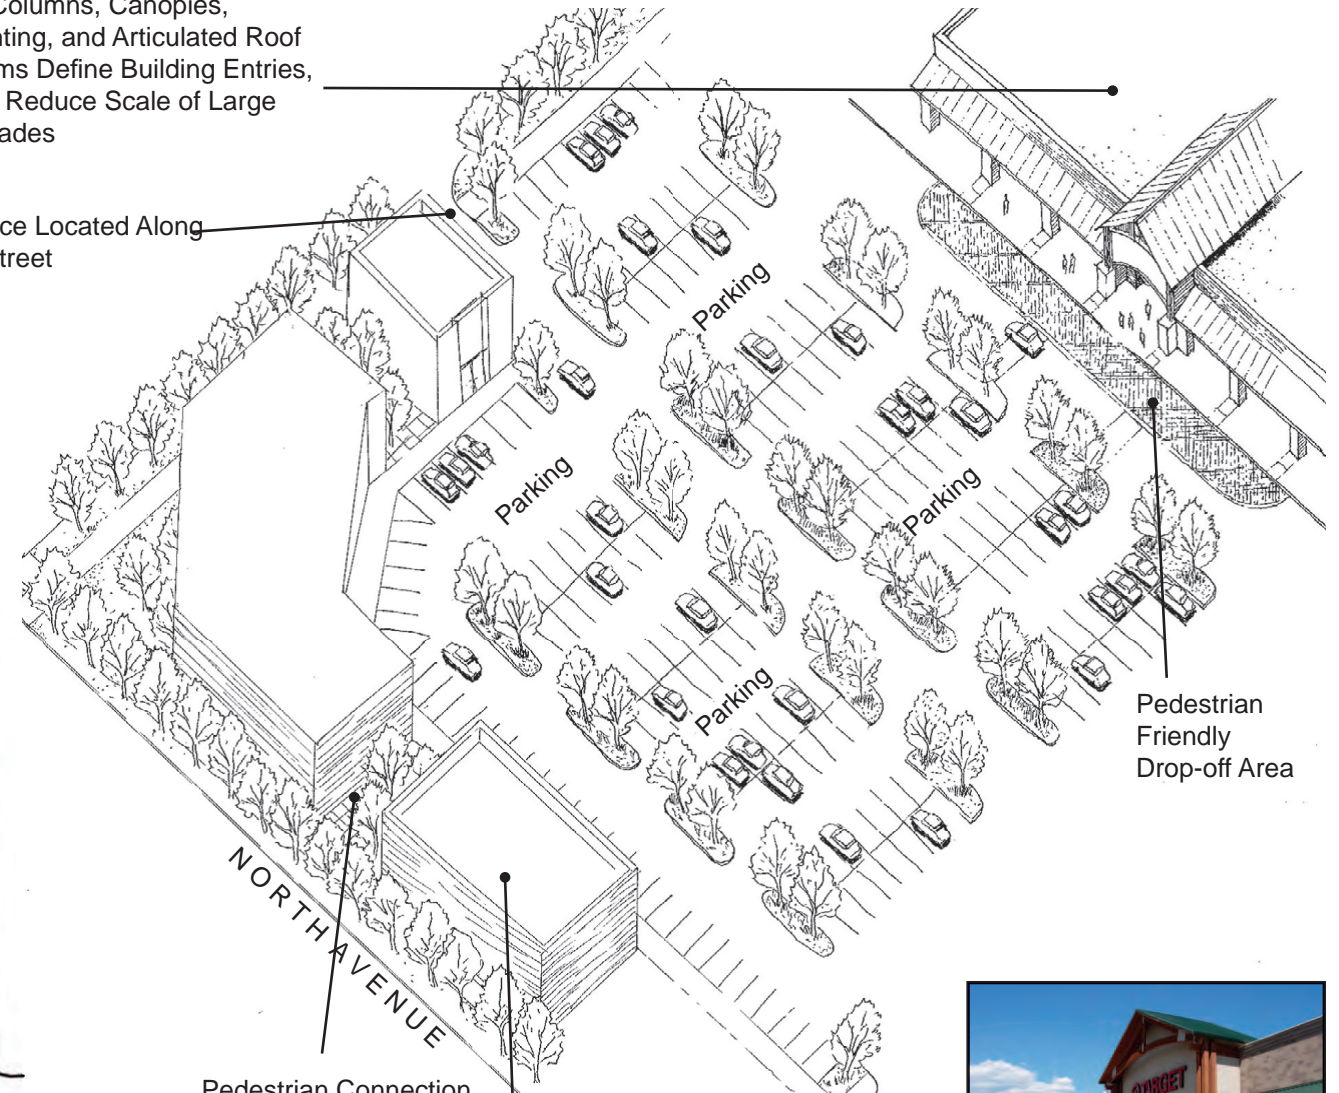 Columns, Canopies,
nting, and Articulated Roof
ms Define Building Entries,
Reduce Scale of Large
ades
ce Located Along
treet
Parking
Parking
Parking
Parking
Pedestrian
Friendly
Drop-off Area
NORTH AVENUE
Pedestrian Connection
TARGET